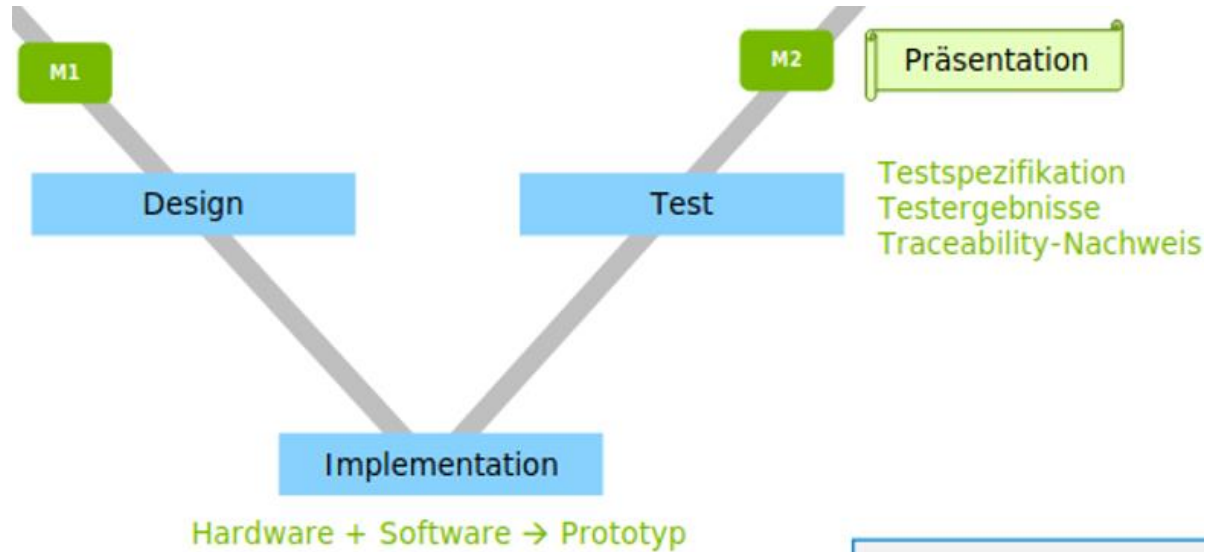 M1
M2
Präsentation
Design
Test
Testspezifikation
Testergebnisse
Traceability-Nachweis
Implementation
Hardware + Software → Prototyp